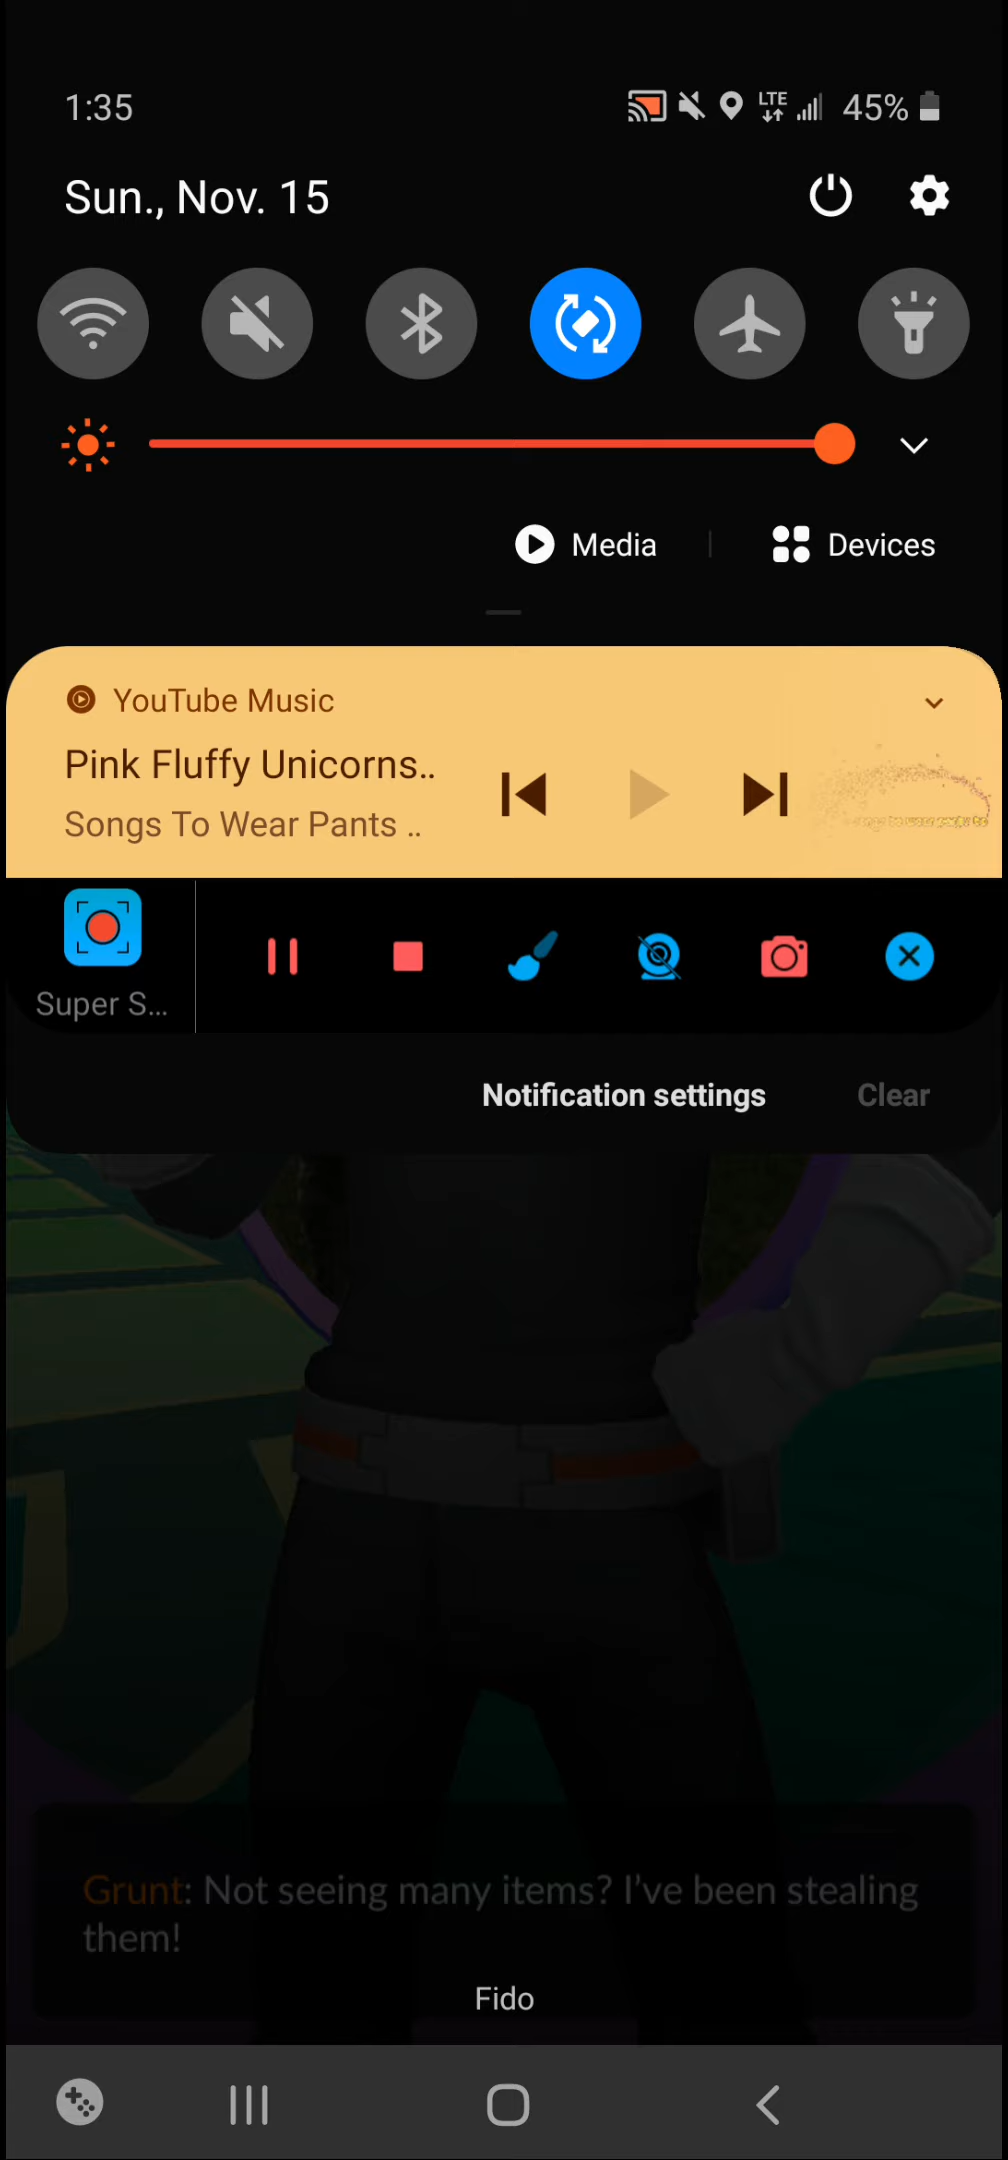 1:35
LTE
45%
Sun., Nov. 15
Media
Devices
YouTube Music
Pink Fluffy Unicorns..
Songs To Wear Pants ..
Super S...
Notification settings
Clear
Grunt: Not seeing many items? I've been stealing
them!
Fido